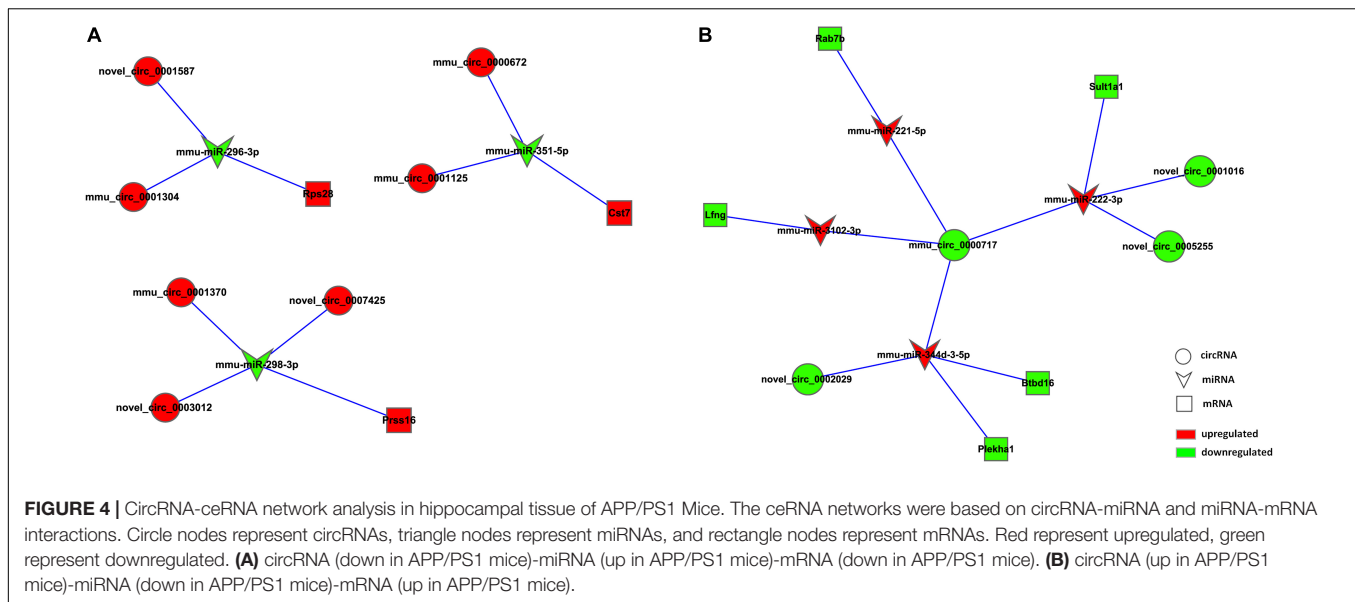 A
novel_circ_0001587
mmu-miR-296-3p
mmu_circ_0001304
Rps28
mmu_circ_0000672
mmu-miR-351-5p
mmu_circ_0001125
Cst7
mmu_circ_0001370
novel_circ_0007425
mmu-miR-298-3p
novel_circ_0003012
Prss16
B
Rab7b
Sult1a1
mmu-miR-221-5p
novel_circ_0001016
mmu-miR-222-3p
Lfng
mmu-miR-3102-3p
mmu_circ_0000717
novel_circ_0005255
mmu-miR-344d-3-5p
novel_circ_0002029
Btbd16
Plekha1
circRNA
miRNA
mRNA
upregulated
downregulated
FIGURE 4 | CircRNA-ceRNA network analysis in hippocampal tissue of APP/PS1 Mice. The ceRNA networks were based on circRNA-miRNA and miRNA-mRNA
interactions. Circle nodes represent circRNAs, triangle nodes represent miRNAs, and rectangle nodes represent mRNAs. Red represent upregulated, green
represent downregulated. (A) circRNA (down in APP/PS1 mice)-miRNA (up in APP/PS1 mice)-mRNA (down in APP/PS1 mice). (B) circRNA (up in APP/PS1
mice)-miRNA (down in APP/PS1 mice)-mRNA (up in APP/PS1 mice).